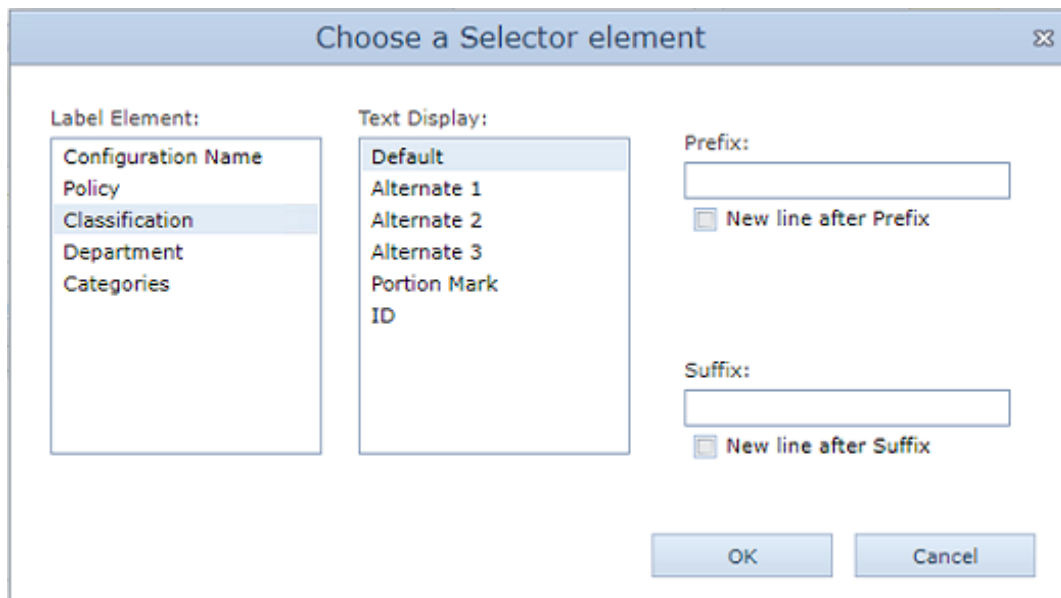 Choose a Selector element
Label Element:
Configuration Name
Policy
Classification
Department
Categories
Text Display:
Default
Alternate 1
Alternate 2
Alternate 3
Portion Mark
ID
Prefix:
New line after Prefix
Suffix:
New line after Suffix
OK
Cancel